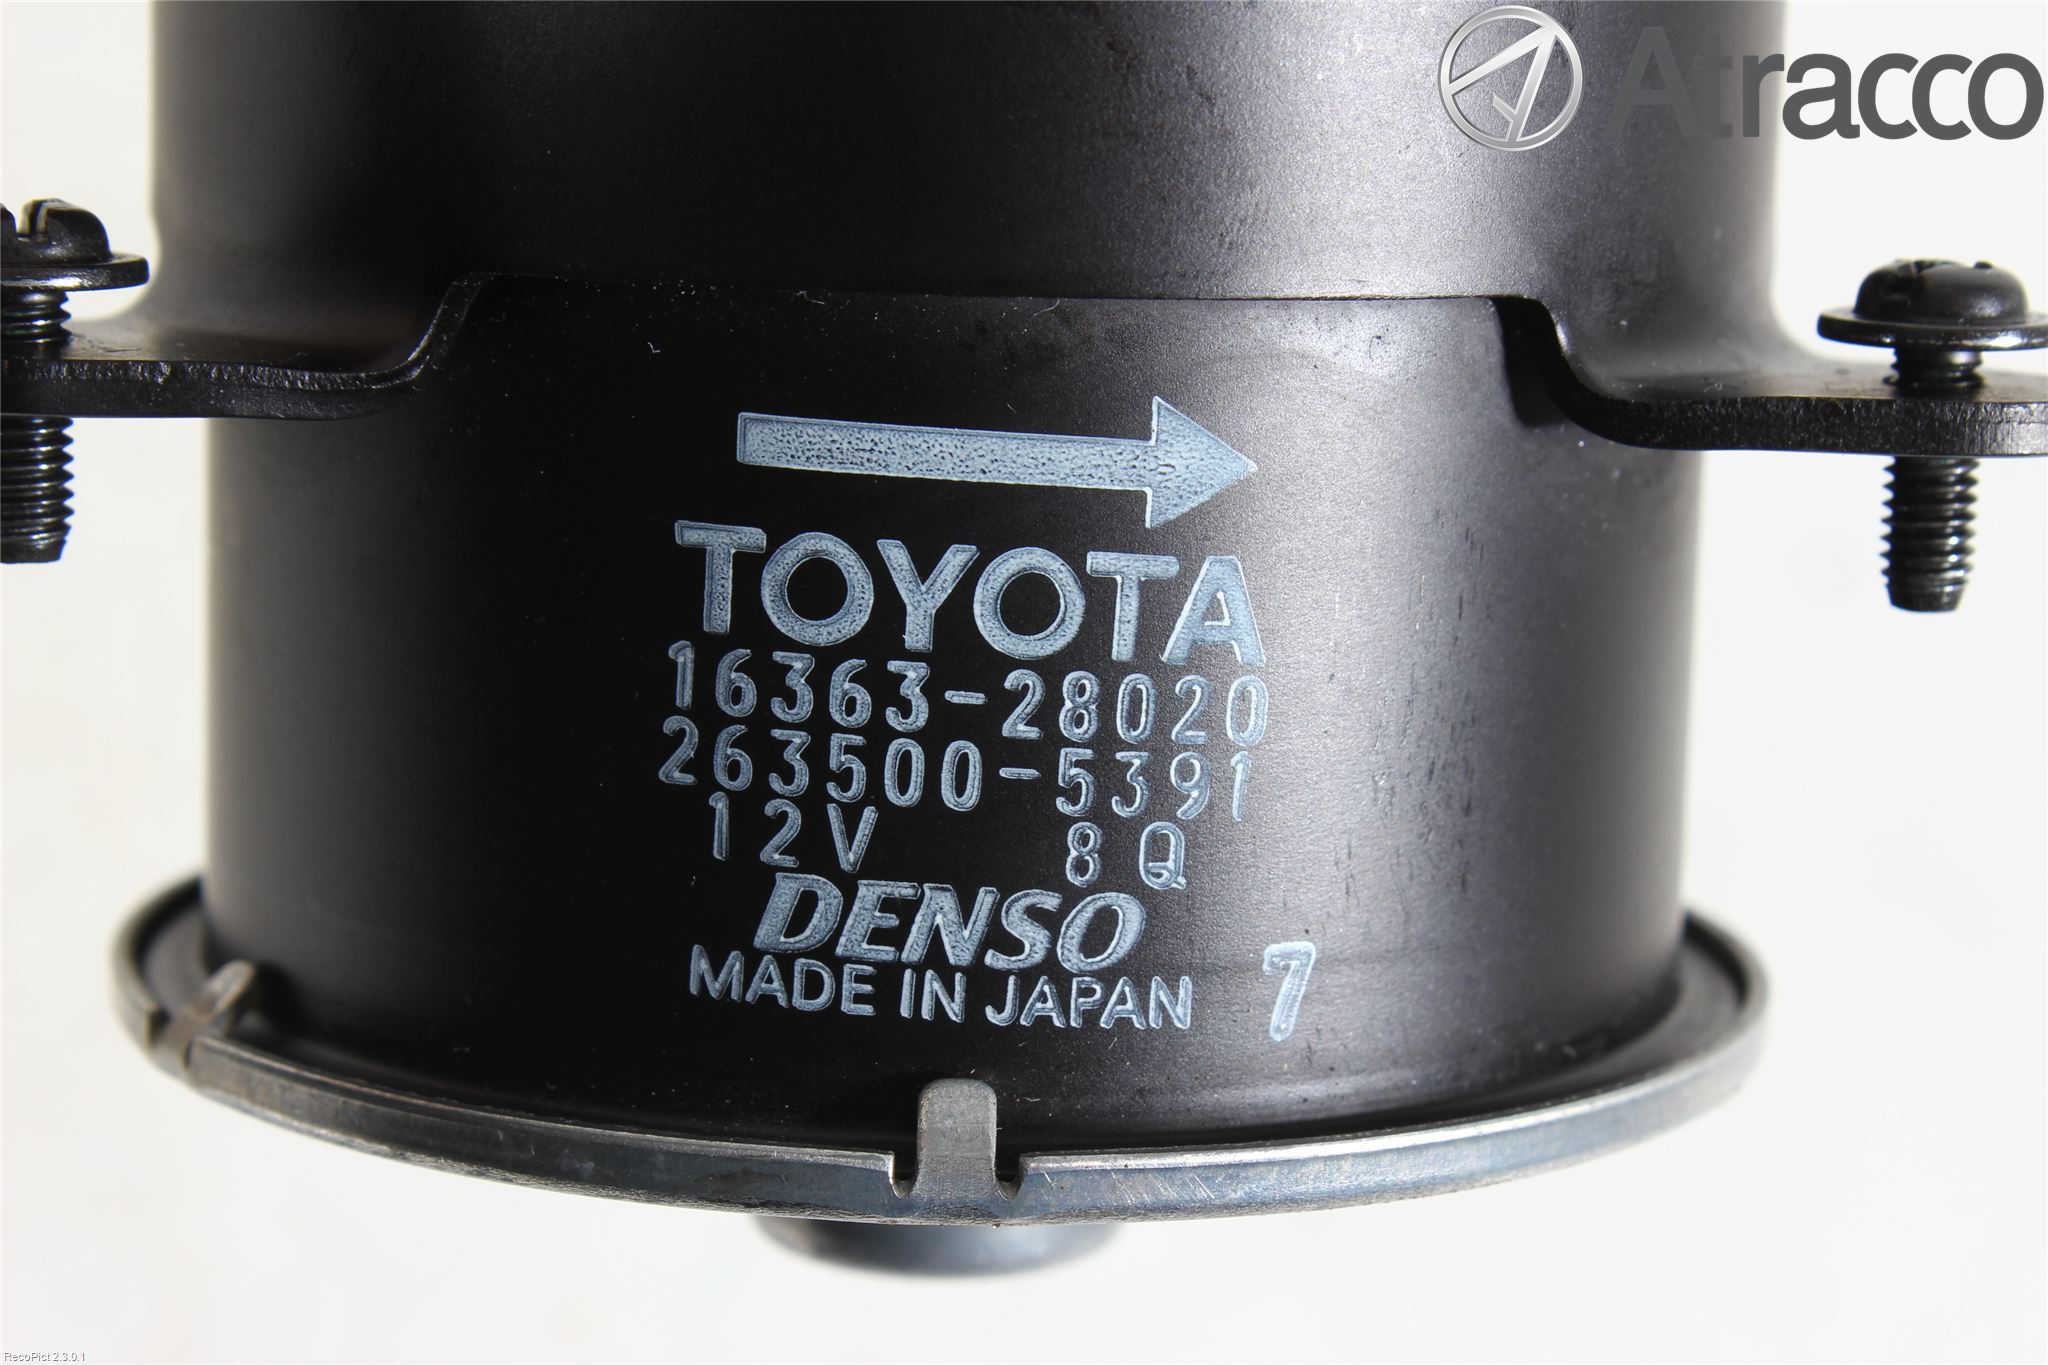 Atracco
TOYOTA
16363-28020
263500-5391
12V 8Q
DENSO
MADE IN JAPAN 7
RecoPict 2.3.0.1